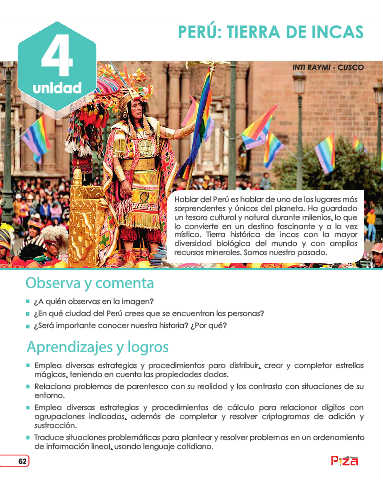 PERÚ: TIERRA DE INCAS
4
unidad
INTI RAYMI - CUSCO
Hablar del Perú es hablar de uno de los lugares más
sorprendentes y únicos del planeta. Ha guardado
un tesoro cultural y natural durante milenios, lo que
lo convierte en un destino fascinante y a la vez
místico. Tierra histórica de incas con la mayor
diversidad biológica del mundo y con amplios
recursos minerales. Somos nuestro pasado.
Observa y comenta
¿A quién observas en la imagen?
¿En qué ciudad del Perú crees que se encuentran las personas?
¿Será importante conocer nuestra historia? ¿Por qué?
Aprendizajes y logros
Emplea diversas estrategias y procedimientos para distribuir, crear y completar estrellas
mágicas, teniendo en cuenta las propiedades dadas.
Relaciona problemas de parentesco con su realidad y los contrasta con situaciones de su
entorno.
Emplea diversas estrategias y procedimientos de cálculo para relacionar dígitos con
agrupaciones indicadas, además de completar y resolver criptogramas de adición y
sustracción.
Traduce situaciones problemáticas para plantear y resolver problemas en un ordenamiento
de información lineal, usando lenguaje cotidiano.
62
Pizza